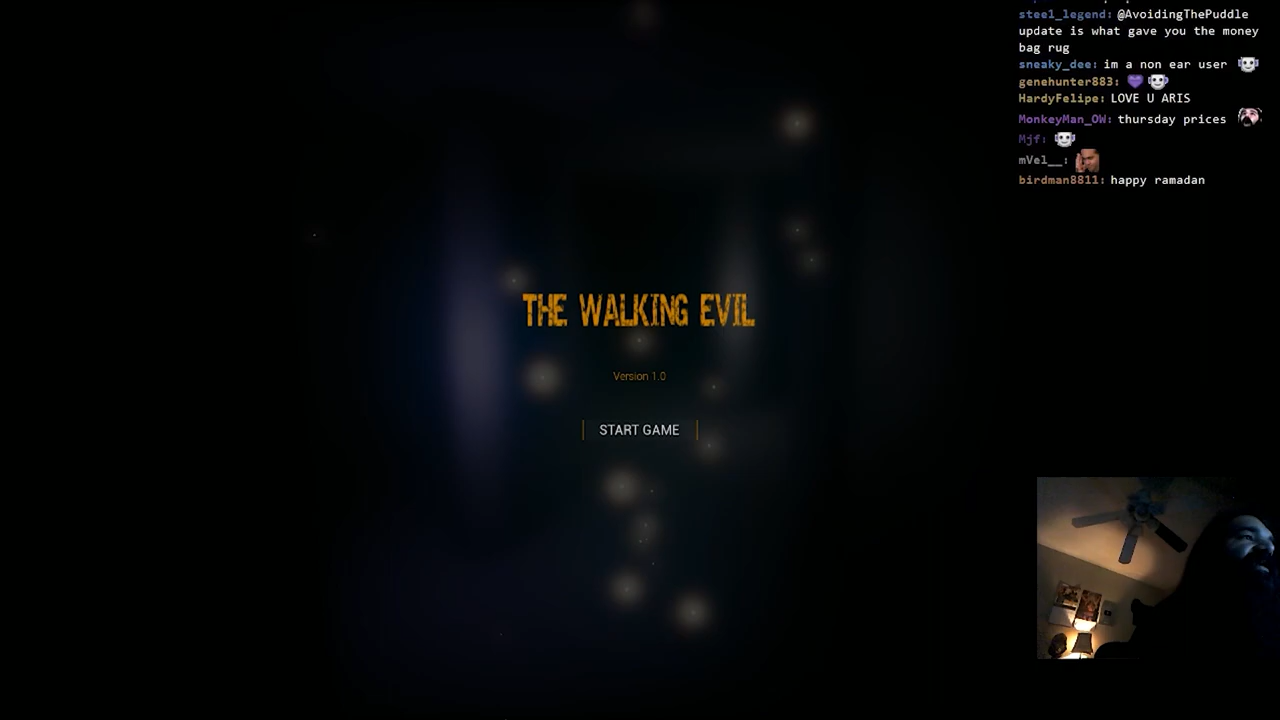 steel_legend: @AvoidingThePuddle
update is what gave you the money
bag rug
sneaky_dee: im a non ear user
genehunter883:
HardyFelipe: LOVE U ARIS
MonkeyMan_OW: thursday prices
Mjf:
mVel__:
birdman8811: happy ramadan
THE WALKING EVIL
Version 1.0
START GAME